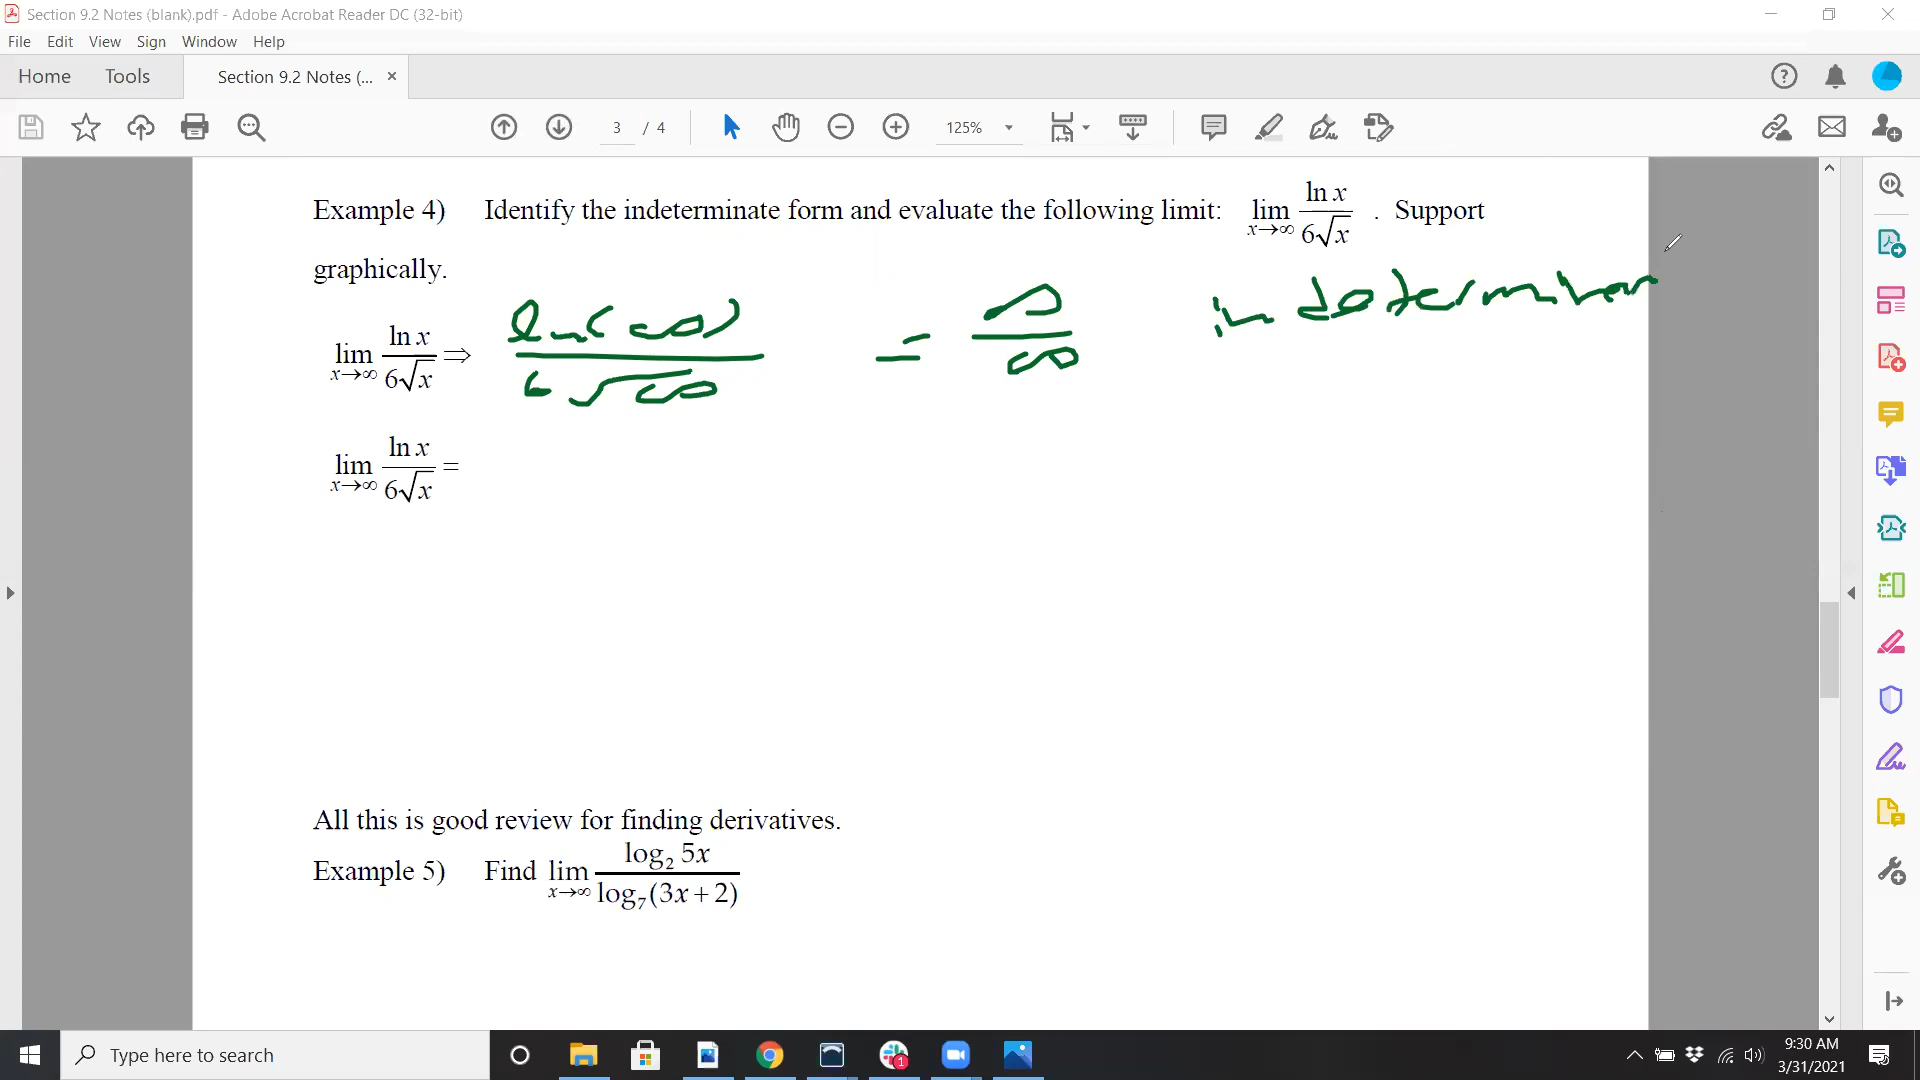 Section 9.2 Notes (blank).pdf - Adobe Acrobat Reader DC (32-bit)
File Edit View Sign Window Help
Home Tools Section 9.2 Notes (... ×
3 / 4 125%
Example 4) Identify the indeterminate form and evaluate the following limit: lim x→∞ ln x / 6√x . Support
graphically.
lim x→∞ ln x / 6√x ⇒ ln(∞) / 6√∞ = ∞/∞
lim x→∞ ln x / 6√x =
All this is good review for finding derivatives.
Example 5) Find lim x→∞ log₂ 5x / log₇(3x + 2)
Type here to search
1
9:30 AM
3/31/2021